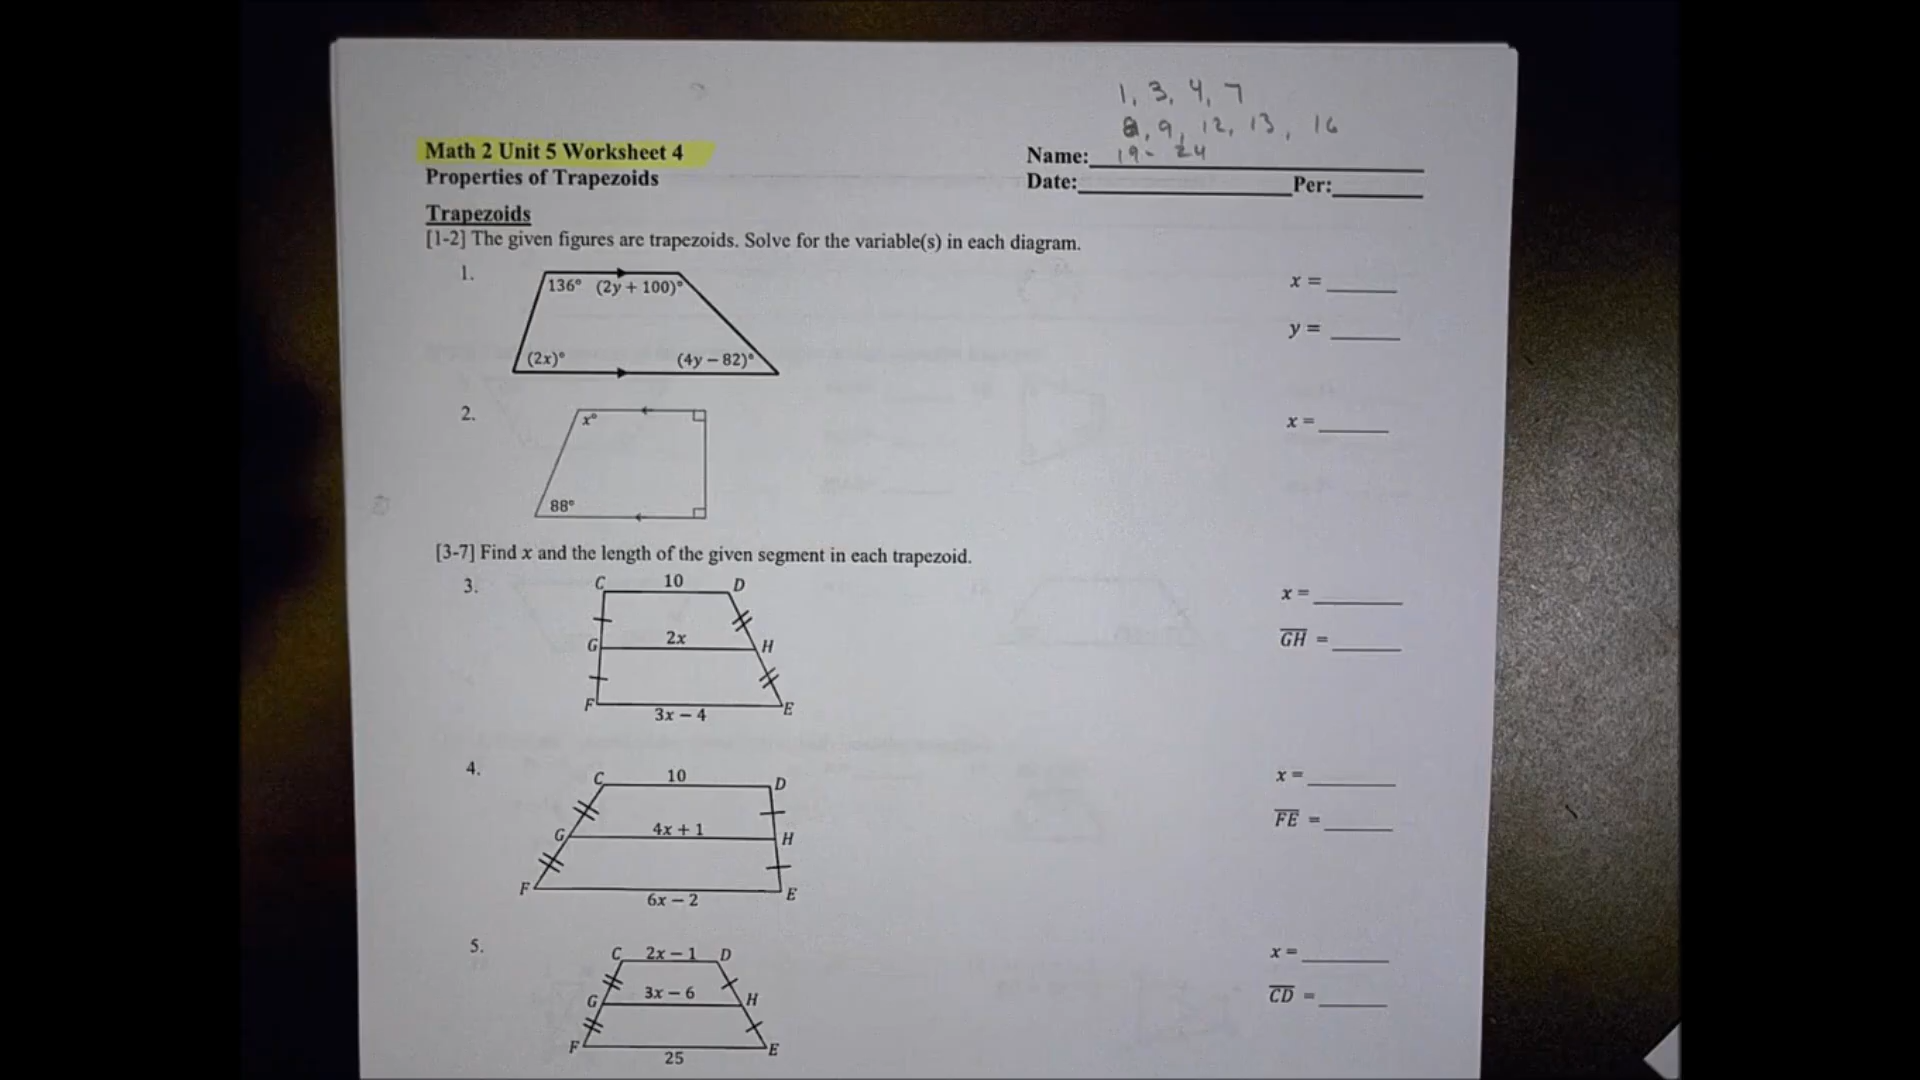 1, 3, 4, 7
8, 9, 12, 13, 16
Math 2 Unit 5 Worksheet 4
Name: 19- 24
Properties of Trapezoids
Date: Per:
Trapezoids
[1-2] The given figures are trapezoids. Solve for the variable(s) in each diagram.
1.
136° (2y + 100)°
(2x)° (4y – 82)°
x =
y =
2.
x°
88°
x =
[3-7] Find x and the length of the given segment in each trapezoid.
3.
C 10 D
G 2x H
F 3x – 4 E
x =
GH =
4.
C 10 D
G 4x + 1 H
F 6x – 2 E
x =
FE =
5.
C 2x – 1 D
G 3x – 6 H
F 25 E
x =
CD =